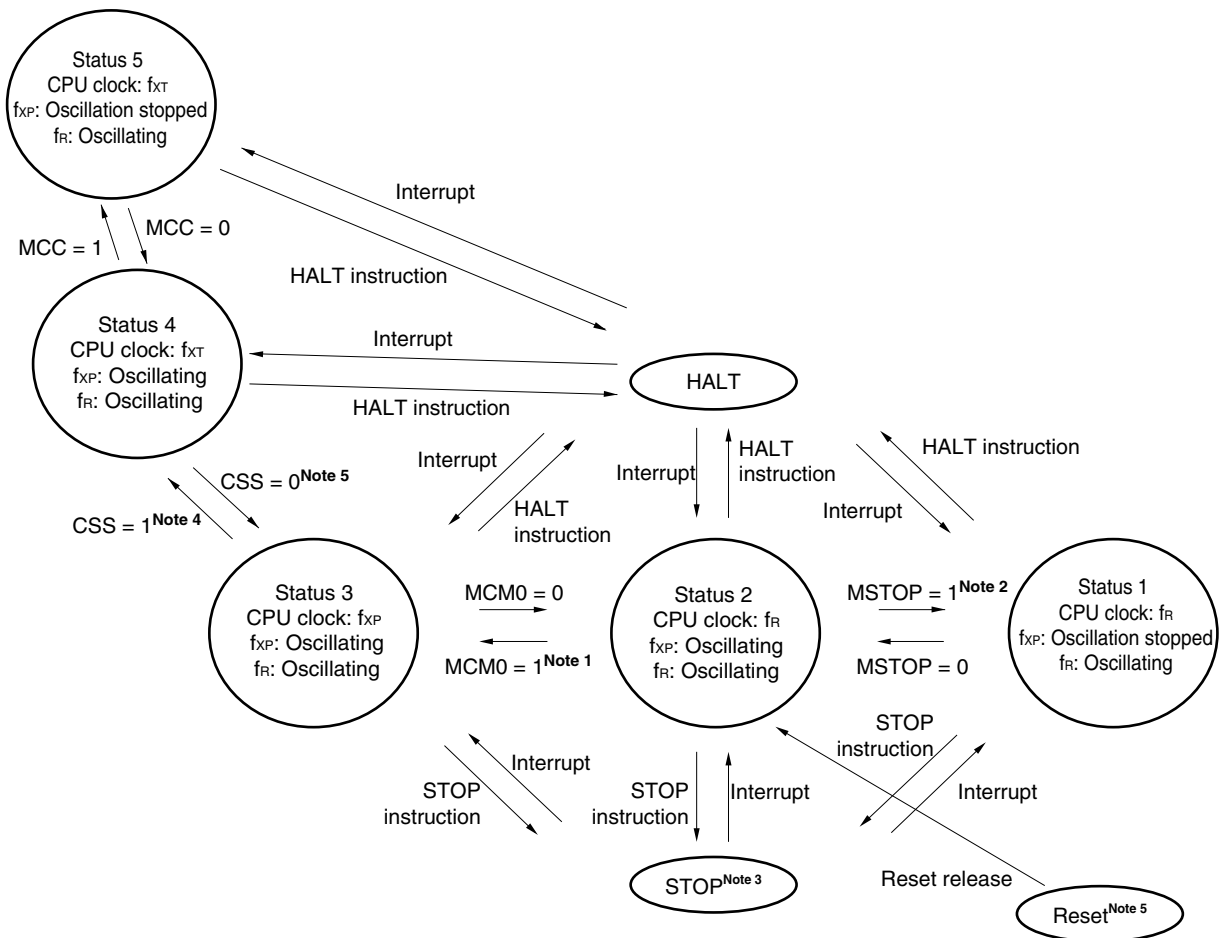 Status 5
CPU clock: fXT
fXP: Oscillation stopped
fR: Oscillating
Interrupt
MCC = 0
MCC = 1
HALT instruction
Status 4
CPU clock: fXT
fXP: Oscillating
fR: Oscillating
Interrupt
HALT
HALT instruction
HALT instruction
Interrupt
HALT
instruction
Interrupt
CSS = 0Note 5
Interrupt
CSS = 1Note 4
HALT
instruction
Status 3
CPU clock: fXP
fXP: Oscillating
fR: Oscillating
MCM0 = 0
MCM0 = 1Note 1
Status 2
CPU clock: fR
fXP: Oscillating
fR: Oscillating
MSTOP = 1Note 2
MSTOP = 0
Status 1
CPU clock: fR
fXP: Oscillation stopped
fR: Oscillating
STOP
instruction
Interrupt
STOP
instruction
STOP
instruction
Interrupt
Interrupt
STOPNote 3
Reset release
ResetNote 5